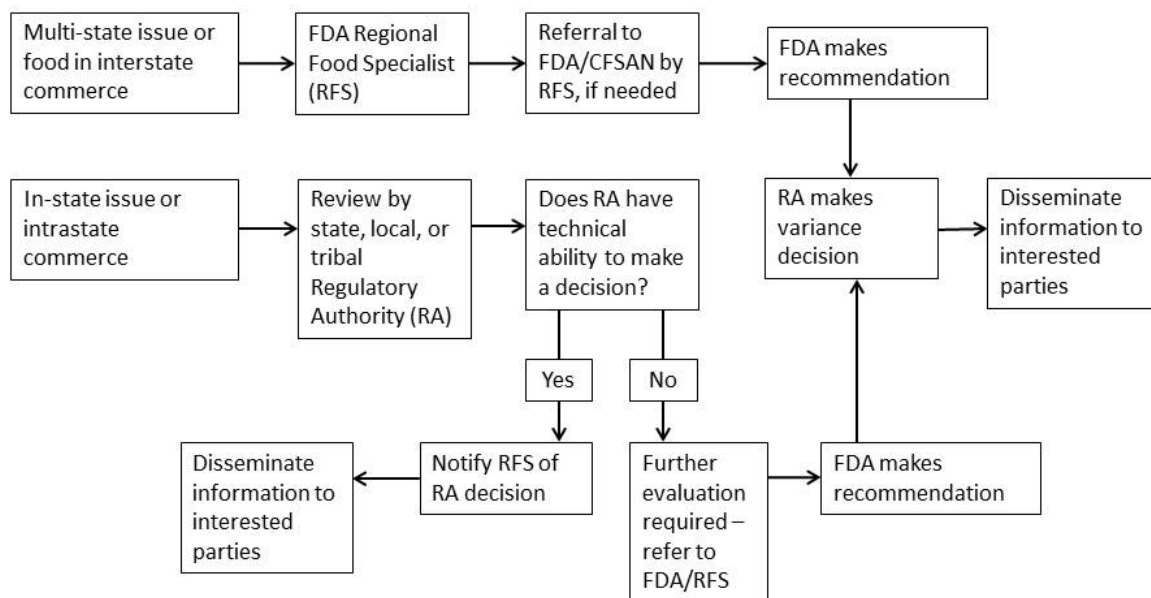 Multi-state issue or
food in interstate
commerce
FDA Regional
Food Specialist
(RFS)
Referral to
FDA/CFSAN by
RFS, if needed
FDA makes
recommendation
In-state issue or
intrastate
commerce
Review by
state, local, or
tribal
Regulatory
Authority (RA)
Does RA have
technical
ability to make
a decision?
RA makes
variance
decision
Disseminate
information to
interested
parties
Yes
No
Disseminate
information to
interested
parties
Notify RFS of
RA decision
Further
evaluation
required –
refer to
FDA/RFS
FDA makes
recommendation